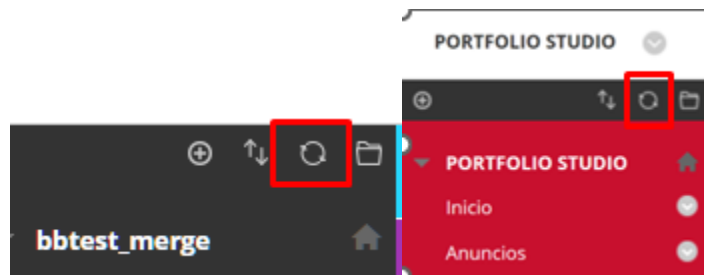 PORTFOLIO STUDIO
bbtest_merge
PORTFOLIO STUDIO
Inicio
Anuncios